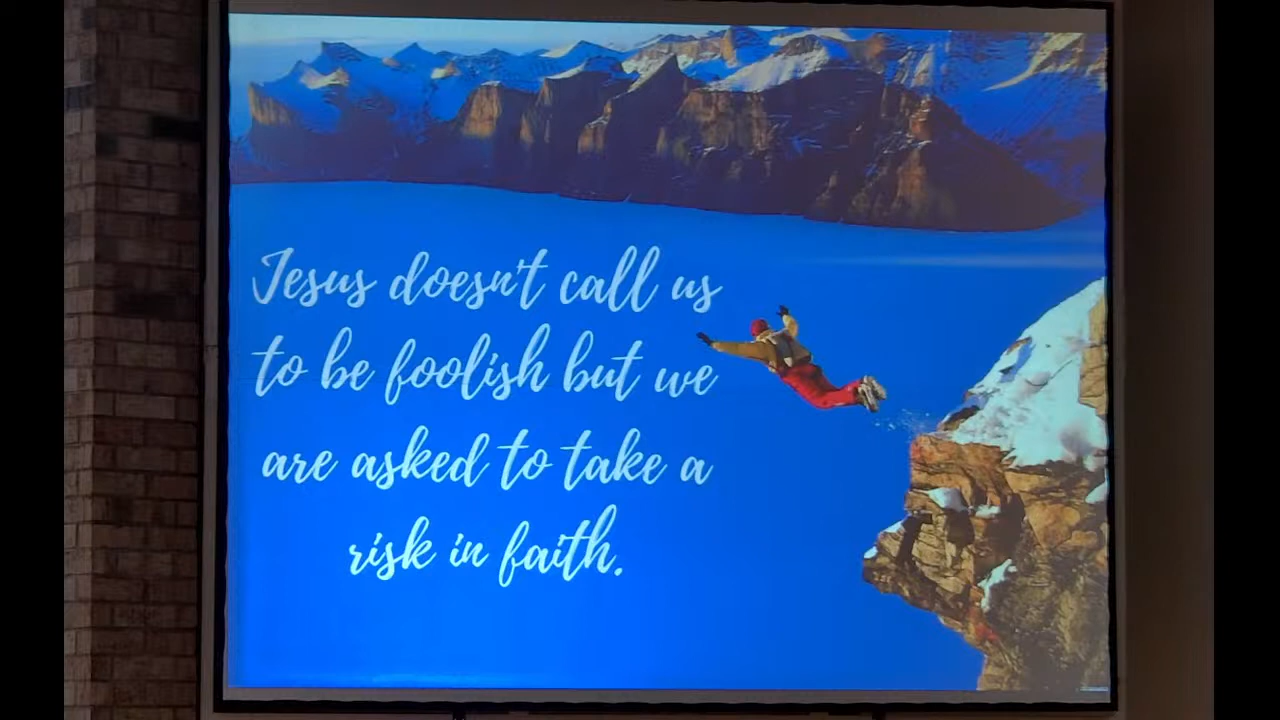 Jesus doesn't call us
to be foolish but we
are asked to take a
risk in faith.